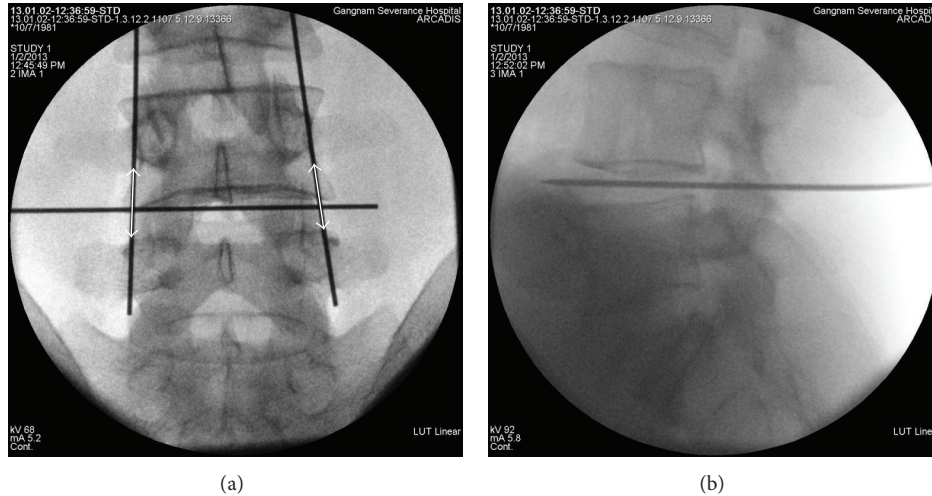 13.01.02-12:36:59-STD
13.01.02-12:36:59-STD-1.3.12.2.1107.5.12.9.13366
*10/7/1981
Gangnam Severance Hospital
ARCADIS
STUDY 1
1/2/2013
12:45:49 PM
2 IMA 1
kV 68
mA 5.2
Cont.
LUT Linear
(a)
13.01.02-12:36:59-STD
13.01.02-12:36:59-STD-1.3.12.2.1107.5.12.9.13366
*10/7/1981
Gangnam Severance Hospital
ARCADIS
STUDY 1
1/2/2013
12:52:02 PM
3 IMA 1
kV 92
mA 5.8
Cont.
LUT Linear
(b)